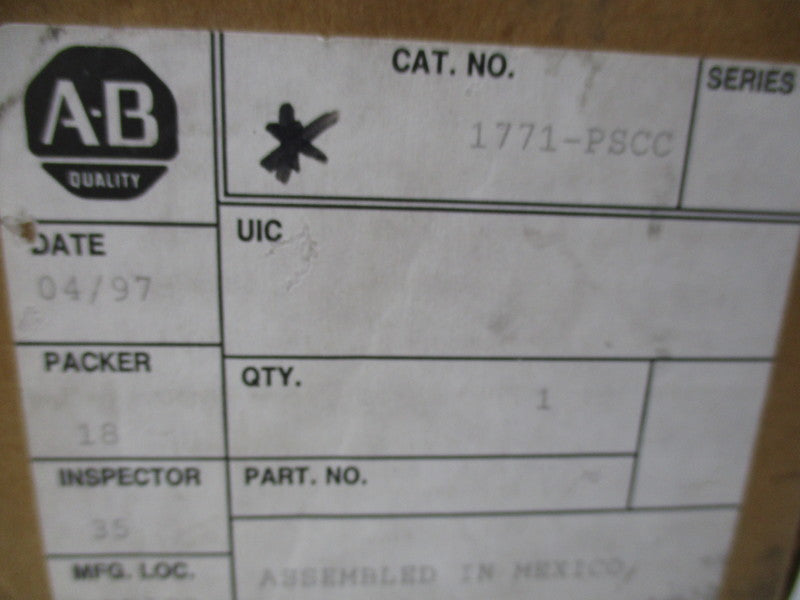 A-B
QUALITY
CAT. NO.
1771-PSCC
SERIES
DATE
04/97
UIC
PACKER
18
QTY.
1
INSPECTOR
35
PART. NO.
MFG. LOC.
ASSEMBLED IN MEXICO,